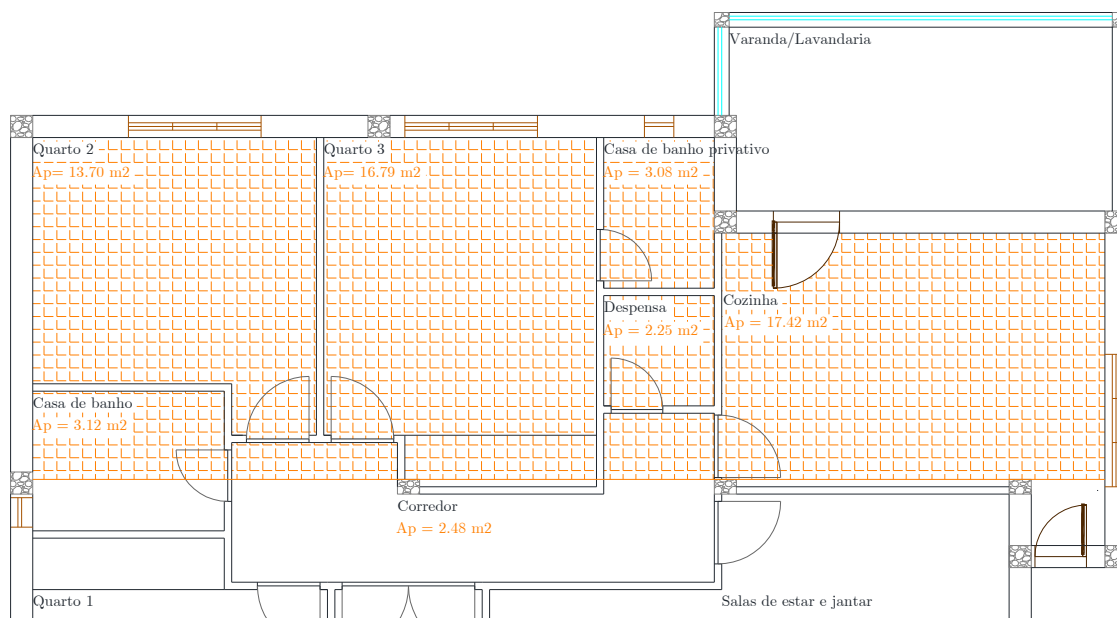 Varanda/Lavandaria
Quarto 2
Ap= 13.70 m2
Quarto 3
Ap= 16.79 m2
Casa de banho privativo
Ap = 3.08 m2
Cozinha
Ap = 17.42 m2
Despensa
Ap = 2.25 m2
Casa de banho
Ap = 3.12 m2
Corredor
Ap = 2.48 m2
Quarto 1
Salas de estar e jantar